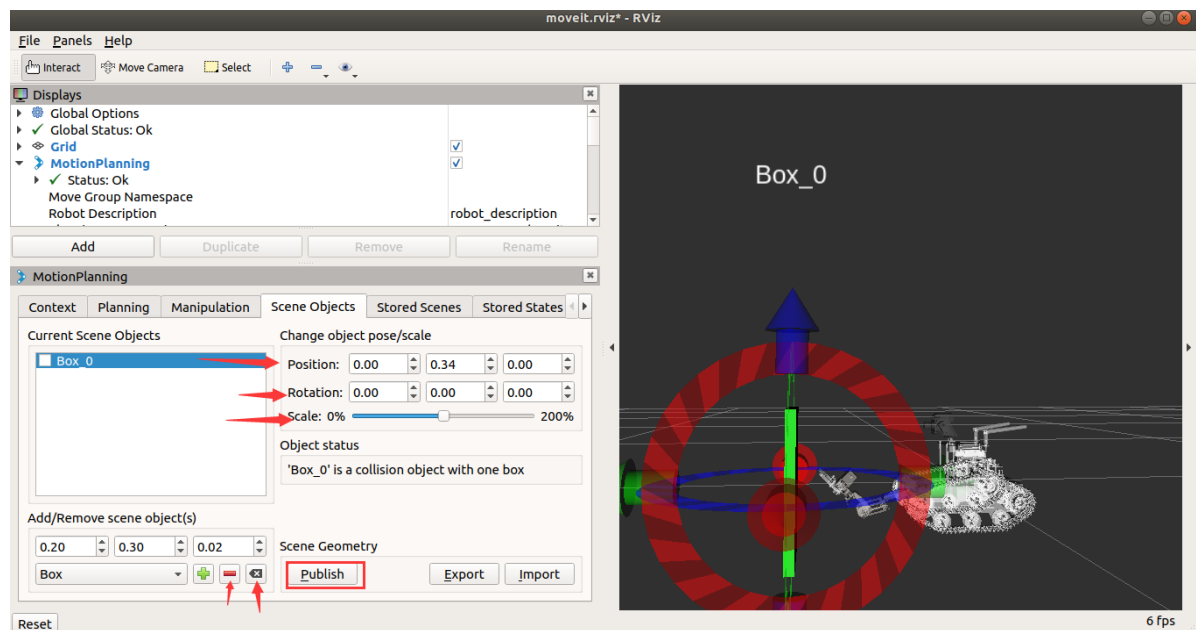 moveit.rviz* - RViz
File Panels Help
Interact Move Camera Select
Displays
Global Options
Global Status: Ok
Grid
MotionPlanning
Status: Ok
Move Group Namespace
Robot Description robot_description
Add Duplicate Remove Rename
MotionPlanning
Context Planning Manipulation Scene Objects Stored Scenes Stored States
Current Scene Objects Change object pose/scale
Box_0 Position: 0.00 0.34 0.00
Rotation: 0.00 0.00 0.00
Scale: 0% 200%
Object status
'Box_0' is a collision object with one box
Add/Remove scene object(s)
0.20 0.30 0.02 Scene Geometry
Box Publish Export Import
Reset
Box_0
6 fps